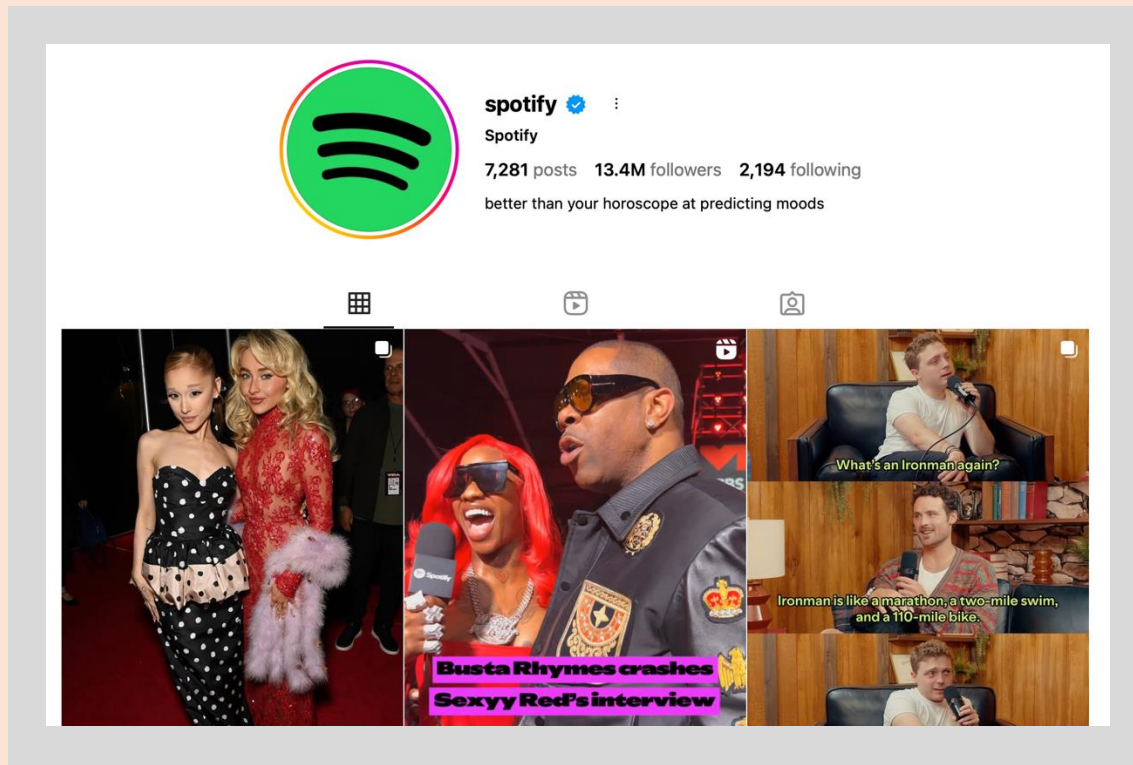 spotify
Spotify
7,281 posts 13.4M followers 2,194 following
better than your horoscope at predicting moods
Spotify
BS
What's an Ironman again?
Ironman is like a marathon, a two-mile swim,
and a 110-mile bike.
Busta Rhymes crashes
Sexyy Red's interview